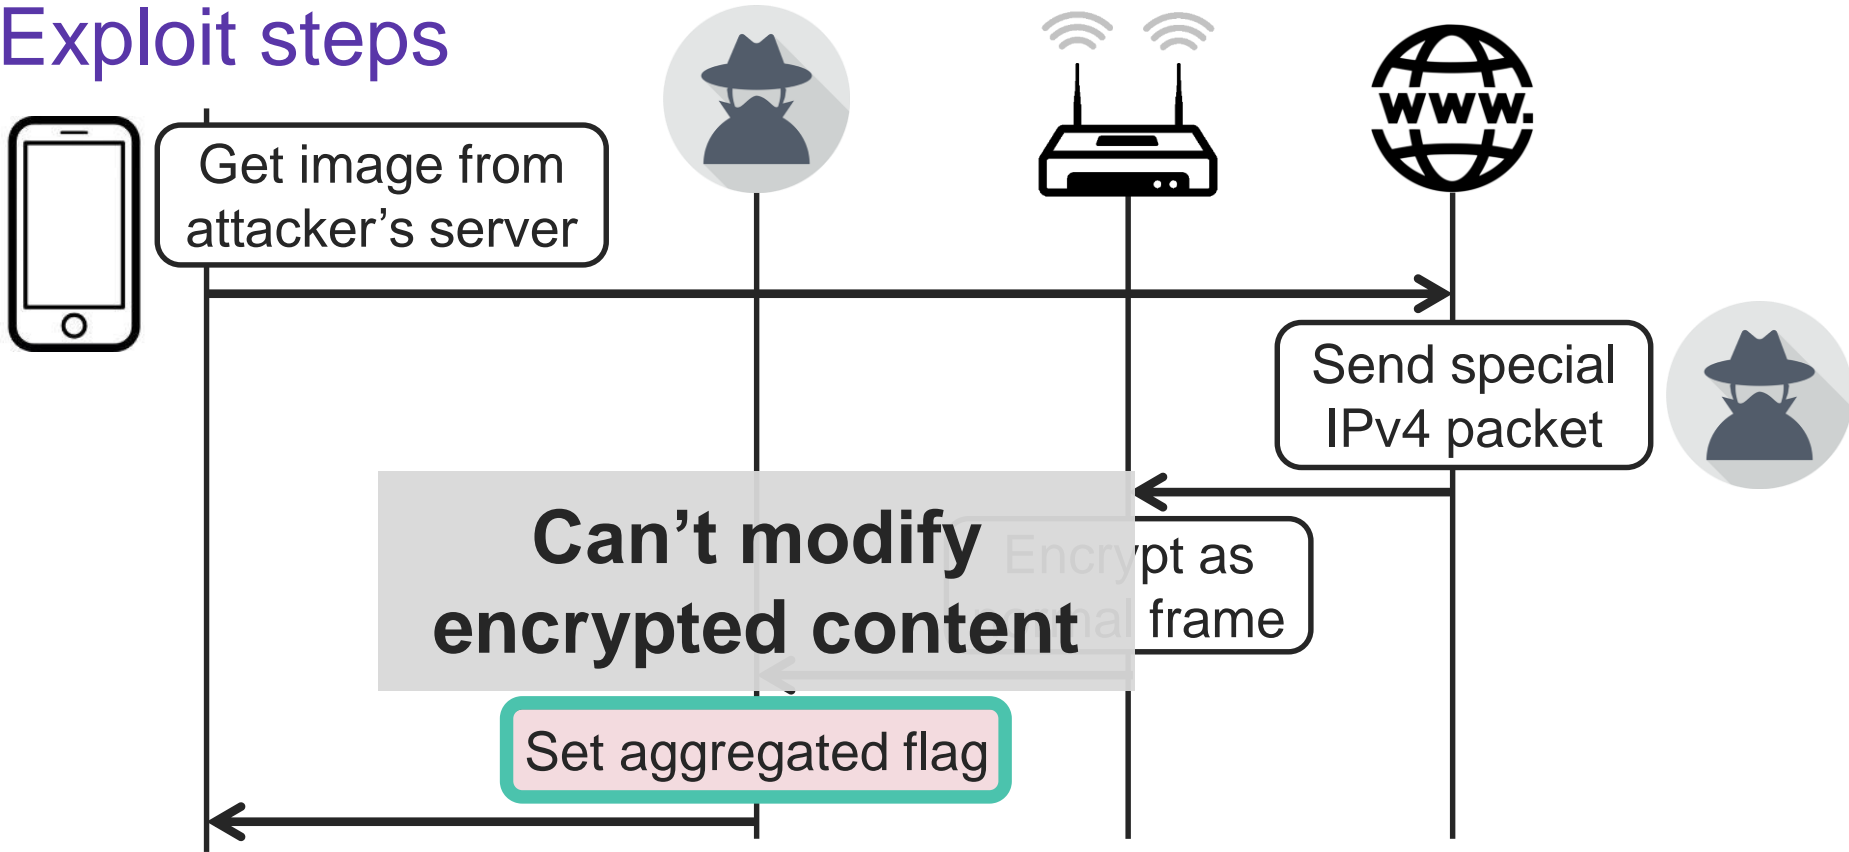 Exploit steps
www.
Get image from
attacker’s server
Send special
IPv4 packet
Can’t modify
encrypted content
Encrypt as
normal frame
Set aggregated flag